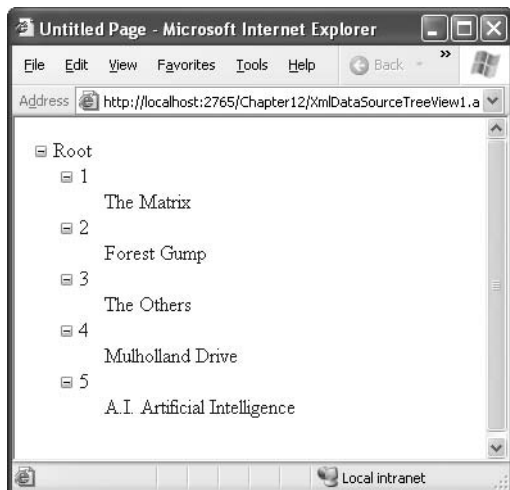 Untitled Page - Microsoft Internet Explorer
File Edit View Favorites Tools Help Back »
Address http://localhost:2765/Chapter12/XmlDataSourceTreeView1.a
Root
1
The Matrix
2
Forest Gump
3
The Others
4
Mulholland Drive
5
A.I. Artificial Intelligence
Local intranet